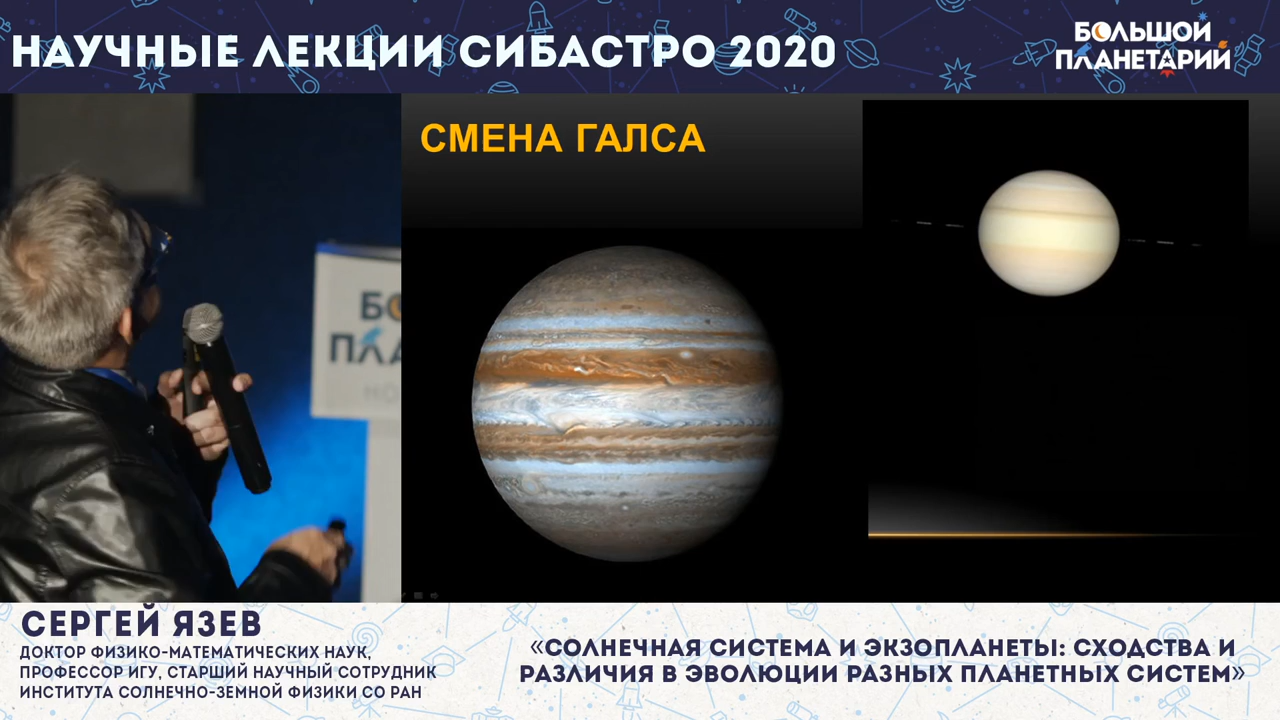 НАУЧНЫЕ ЛЕКЦИИ СИБАСТРО 2020
БОЛЬШОЙ
ПЛАНЕТАРИЙ
СМЕНА ГАЛСА
СЕРГЕЙ ЯЗЕВ
ДОКТОР ФИЗИКО-МАТЕМАТИЧЕСКИХ НАУК,
ПРОФЕССОР ИГУ, СТАРШИЙ НАУЧНЫЙ СОТРУДНИК
ИНСТИТУТА СОЛНЕЧНО-ЗЕМНОЙ ФИЗИКИ СО РАН
«СОЛНЕЧНАЯ СИСТЕМА И ЭКЗОПЛАНЕТЫ: СХОДСТВА И
РАЗЛИЧИЯ В ЭВОЛЮЦИИ РАЗНЫХ ПЛАНЕТНЫХ СИСТЕМ»